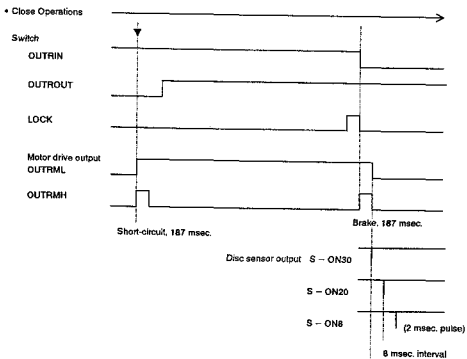 • Close Operations
Switch
OUTRIN
OUTROUT
LOCK
Motor drive output
OUTRML
OUTRMH
Short-circuit, 187 msec.
Brake, 187 msec.
Disc sensor output S – ON30
S – ON20
S – ON8
(2 msec. pulse)
8 msec. interval